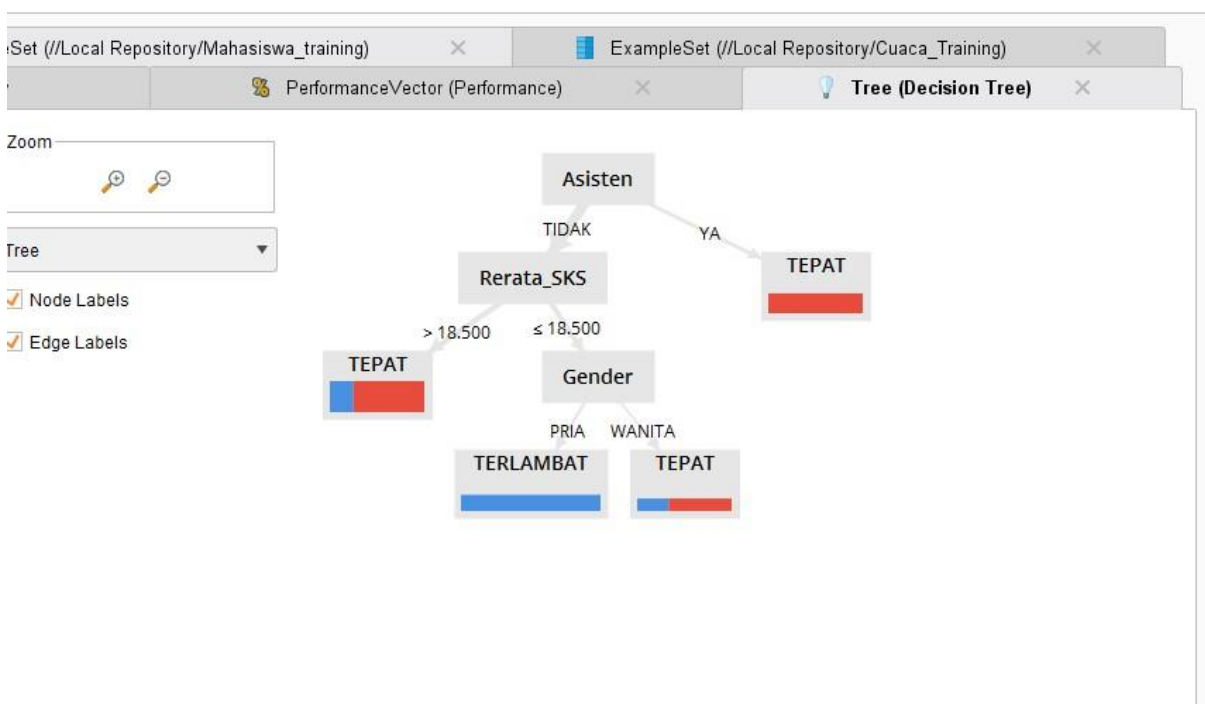 Set (//Local Repository/Mahasiswa_training)
ExampleSet (//Local Repository/Cuaca_Training)
PerformanceVector (Performance)
Tree (Decision Tree)
Zoom
Asisten
TIDAK
YA
Tree
Rerata_SKS
TEPAT
Node Labels
> 18.500
≤ 18.500
Edge Labels
TEPAT
Gender
PRIA
WANITA
TERLAMBAT
TEPAT